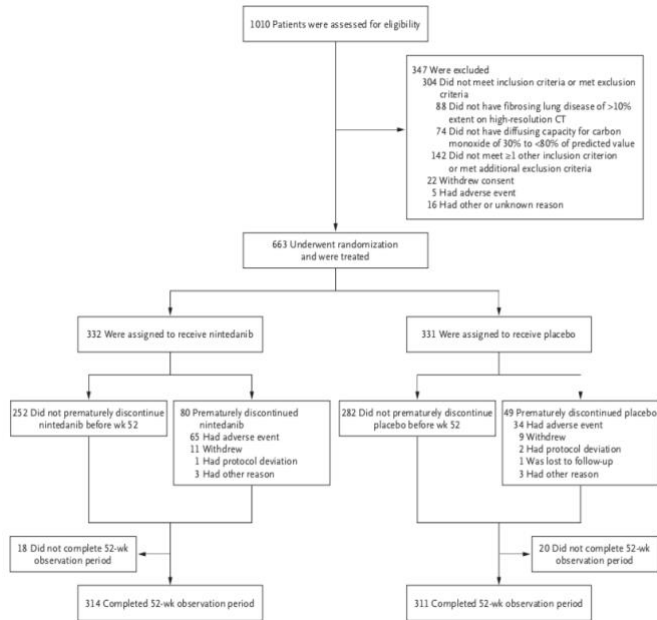 1010 Patients were assessed for eligibility
347 Were excluded
304 Did not meet inclusion criteria or met exclusion
criteria
88 Did not have fibrosing lung disease of >10%
extent on high-resolution CT
74 Did not have diffusing capacity for carbon
monoxide of 30% to <80% of predicted value
142 Did not meet ≥1 other inclusion criterion
or met additional exclusion criteria
22 Withdrew consent
5 Had adverse event
16 Had other or unknown reason
663 Underwent randomization
and were treated
332 Were assigned to receive nintedanib
331 Were assigned to receive placebo
252 Did not prematurely discontinue
nintedanib before wk 52
80 Prematurely discontinued
nintedanib
65 Had adverse event
11 Withdrew
1 Had protocol deviation
3 Had other reason
282 Did not prematurely discontinue
placebo before wk 52
49 Prematurely discontinued placebo
34 Had adverse event
9 Withdrew
2 Had protocol deviation
1 Was lost to follow-up
3 Had other reason
18 Did not complete 52-wk
observation period
20 Did not complete 52-wk
observation period
314 Completed 52-wk observation period
311 Completed 52-wk observation period